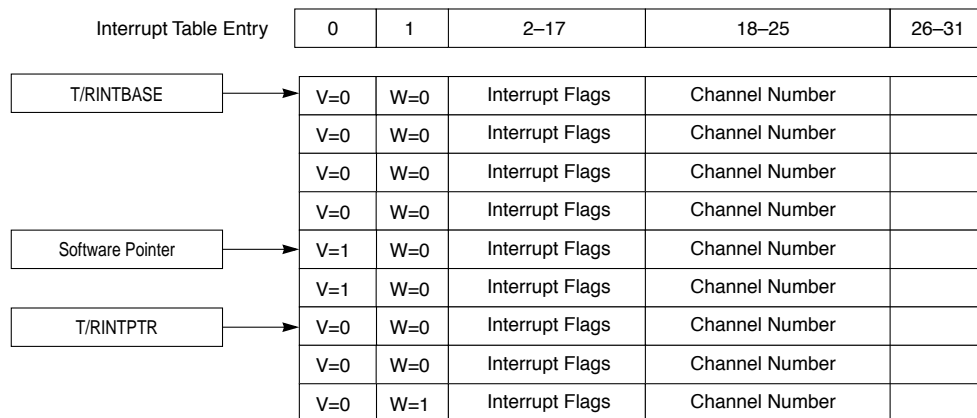 Interrupt Table Entry 0 1 2–17 18–25 26–31
T/RINTBASE V=0 W=0 Interrupt Flags Channel Number
V=0 W=0 Interrupt Flags Channel Number
V=0 W=0 Interrupt Flags Channel Number
V=0 W=0 Interrupt Flags Channel Number
Software Pointer V=1 W=0 Interrupt Flags Channel Number
V=1 W=0 Interrupt Flags Channel Number
T/RINTPTR V=0 W=0 Interrupt Flags Channel Number
V=0 W=0 Interrupt Flags Channel Number
V=0 W=1 Interrupt Flags Channel Number